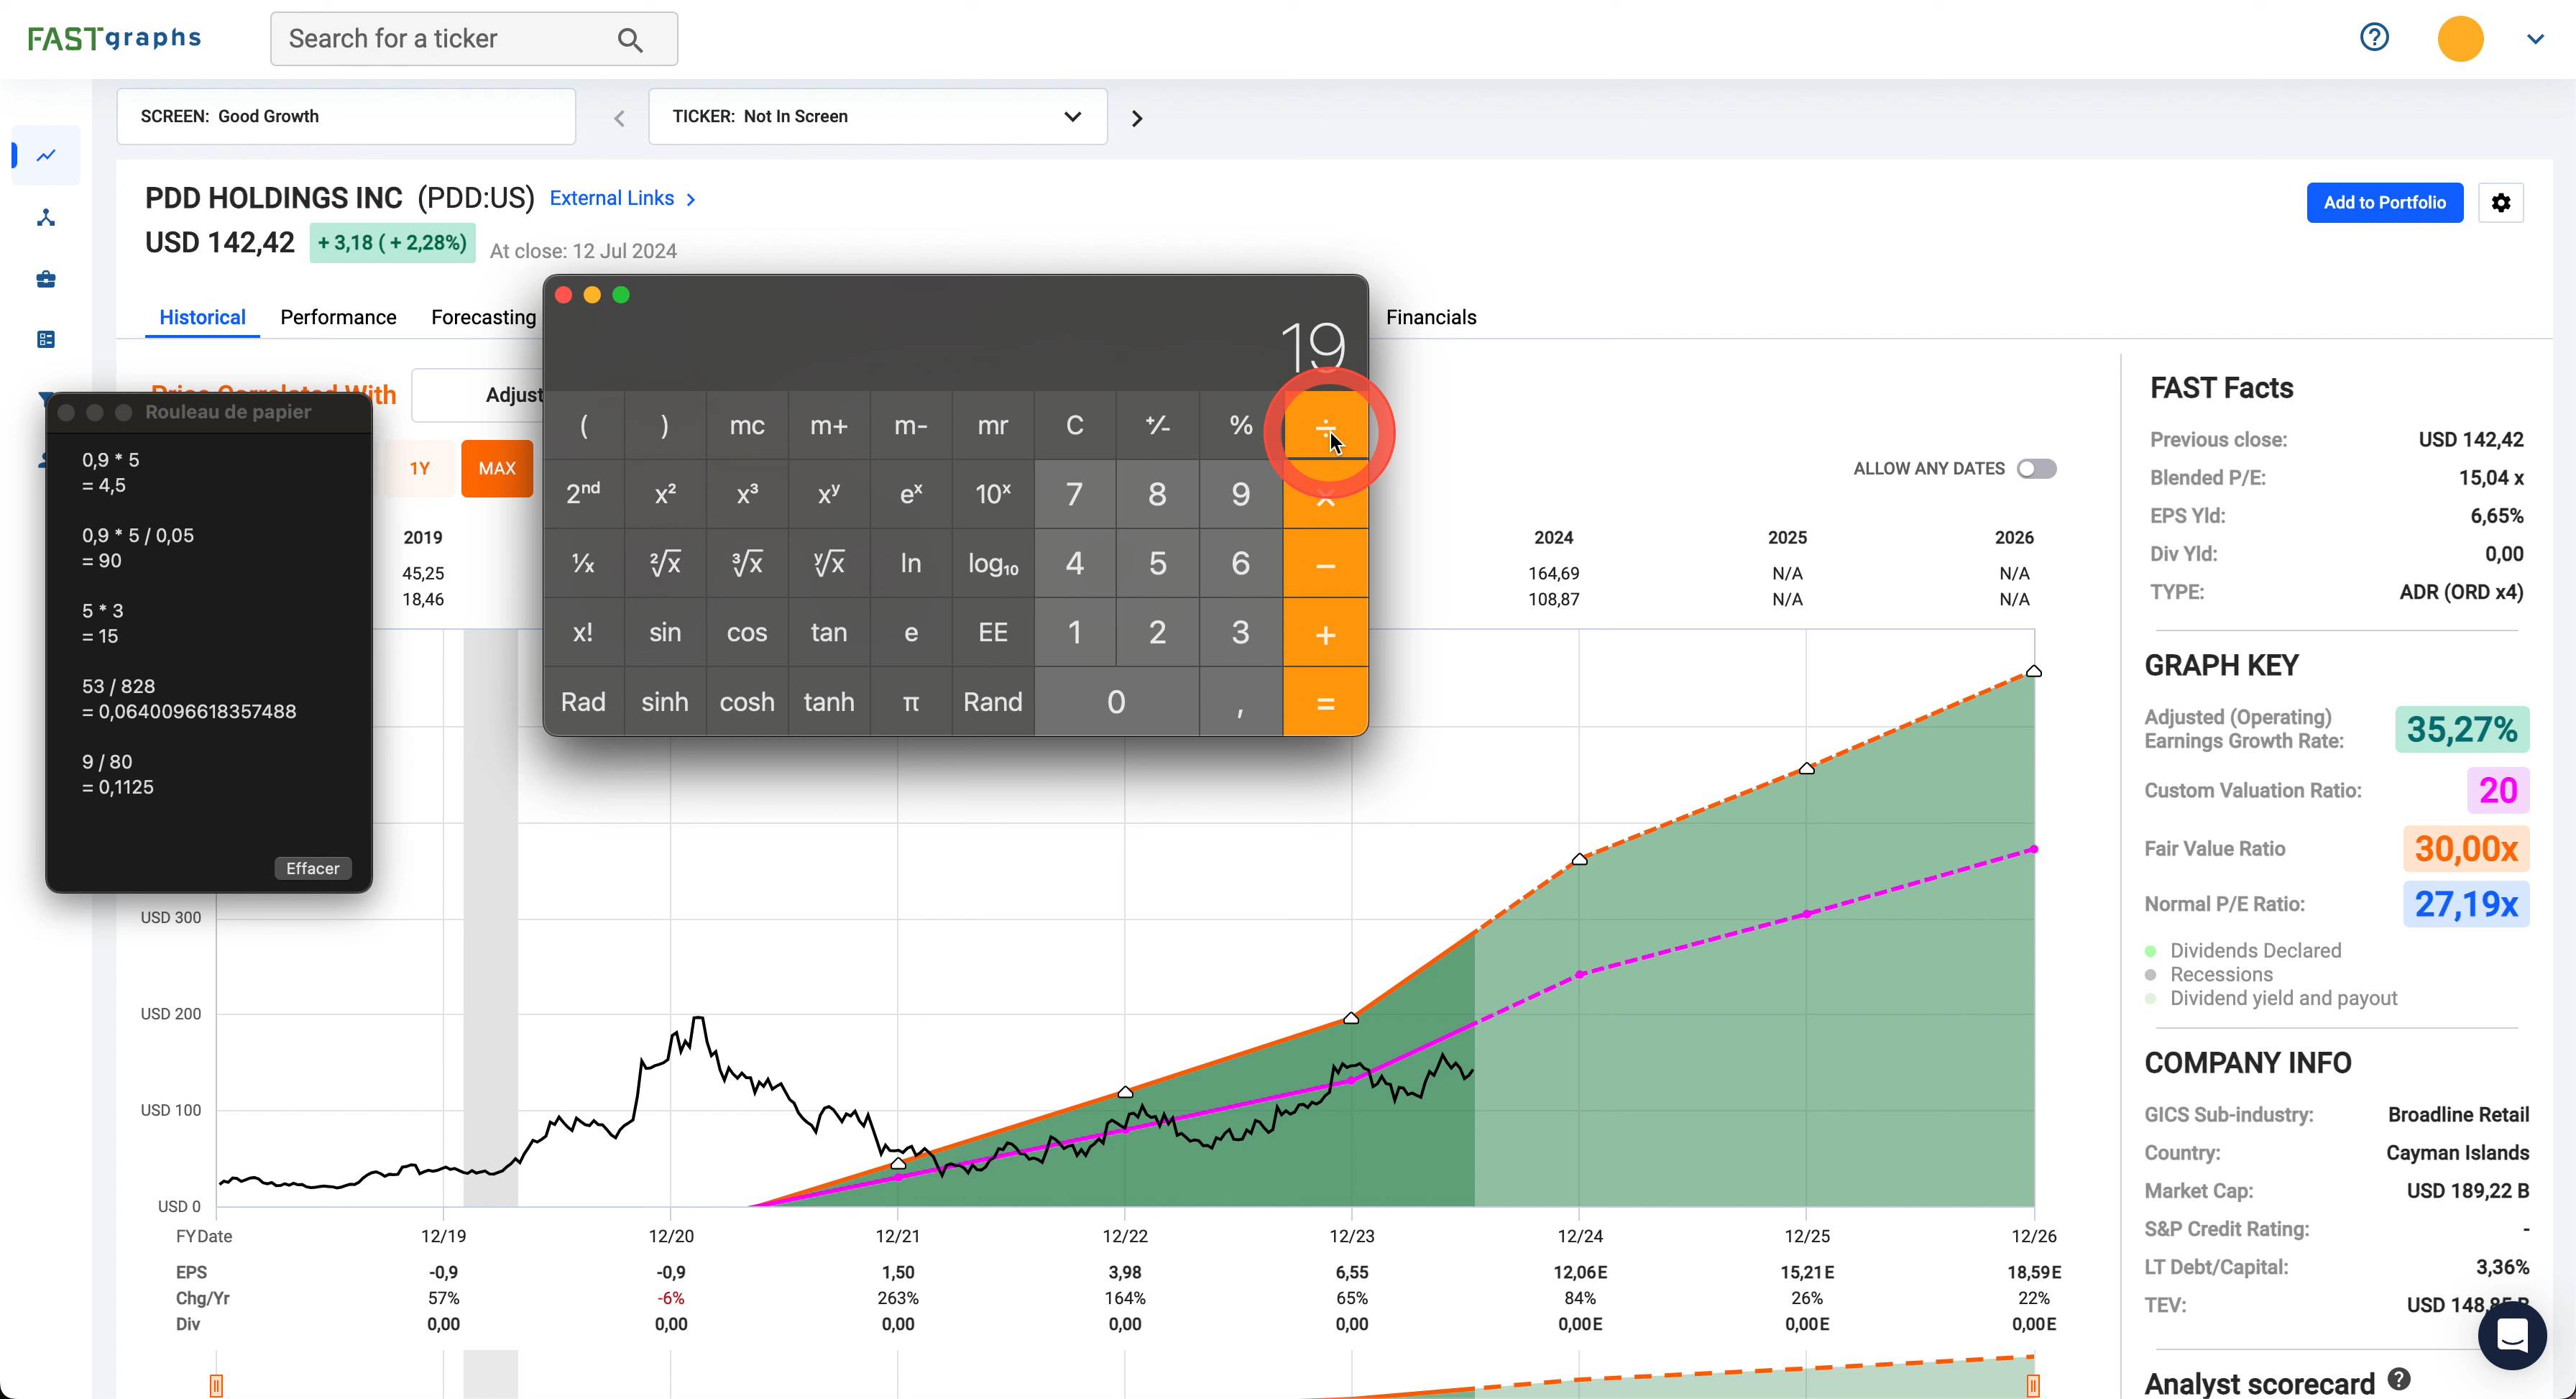 FASTgraphs
Search for a ticker
SCREEN: Good Growth
TICKER: Not In Screen
PDD HOLDINGS INC (PDD:US) External Links
Add to Portfolio
USD 142,42 +3,18 ( + 2,28%) At close: 12 Jul 2024
Historical Performance Forecasting Financials
19
( ) mc m+ m- mr C +⁄- % ÷
2nd x² x³ xʸ eˣ 10ˣ 7 8 9 ×
¹⁄x ²√x ³√x ʸ√x ln log₁₀ 4 5 6 −
x! sin cos tan e EE 1 2 3 +
Rad sinh cosh tanh π Rand 0 , =
Price Correlated With
Adjust
Rouleau de papier
0,9 * 5
= 4,5
0,9 * 5 / 0,05
= 90
5 * 3
= 15
53 / 828
= 0,0640096618357488
9 / 80
= 0,1125
Effacer
1Y MAX
ALLOW ANY DATES
2019 2024 2025 2026
45,25 164,69 N/A N/A
18,46 108,87 N/A N/A
USD 300
USD 200
USD 100
USD 0
FYDate 12/19 12/20 12/21 12/22 12/23 12/24 12/25 12/26
EPS -0,9 -0,9 1,50 3,98 6,55 12,06E 15,21E 18,59E
Chg/Yr 57% -6% 263% 164% 65% 84% 26% 22%
Div 0,00 0,00 0,00 0,00 0,00 0,00E 0,00E 0,00E
FAST Facts
Previous close: USD 142,42
Blended P/E: 15,04 x
EPS Yld: 6,65%
Div Yld: 0,00
TYPE: ADR (ORD x4)
GRAPH KEY
Adjusted (Operating)
Earnings Growth Rate: 35,27%
Custom Valuation Ratio: 20
Fair Value Ratio 30,00x
Normal P/E Ratio: 27,19x
Dividends Declared
Recessions
Dividend yield and payout
COMPANY INFO
GICS Sub-industry: Broadline Retail
Country: Cayman Islands
Market Cap: USD 189,22 B
S&P Credit Rating: -
LT Debt/Capital: 3,36%
TEV: USD 148,85 B
Analyst scorecard